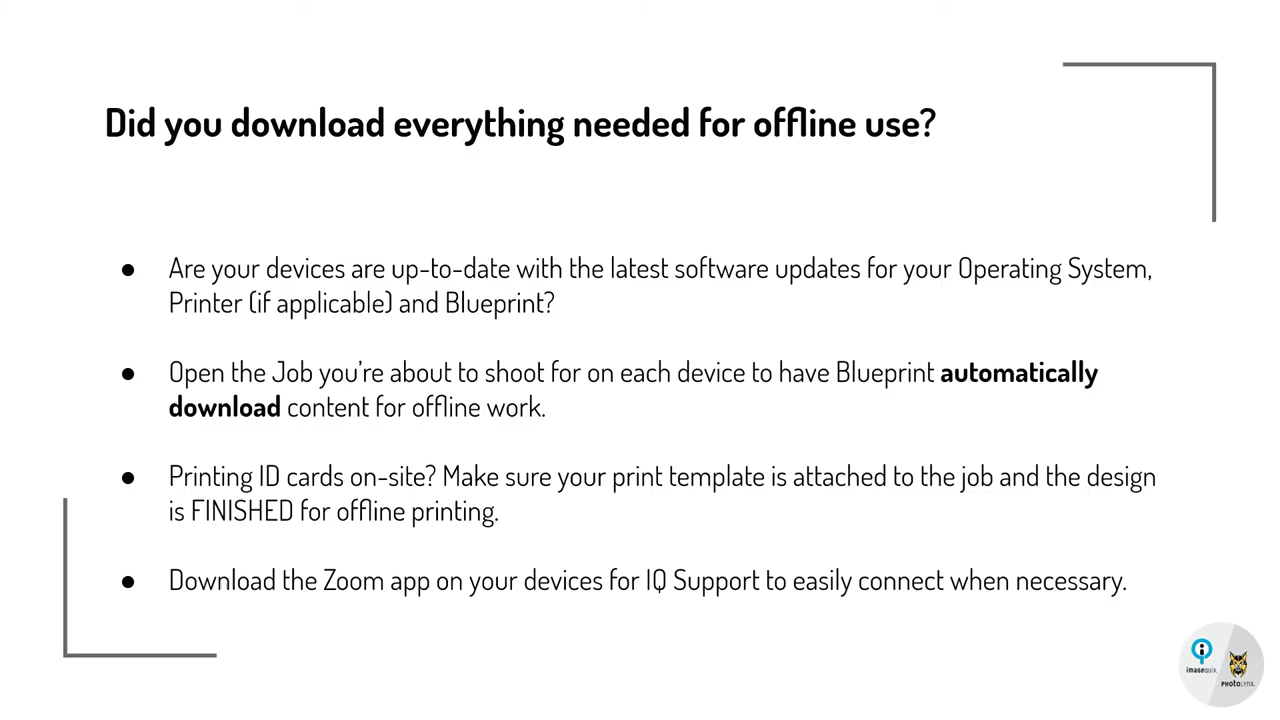 Did you download everything needed for offline use?
● Are your devices are up-to-date with the latest software updates for your Operating System,
Printer (if applicable) and Blueprint?
● Open the Job you're about to shoot for on each device to have Blueprint automatically
download content for offline work.
● Printing ID cards on-site? Make sure your print template is attached to the job and the design
is FINISHED for offline printing.
● Download the Zoom app on your devices for IQ Support to easily connect when necessary.
imagequix.
PHOTOLYNX.